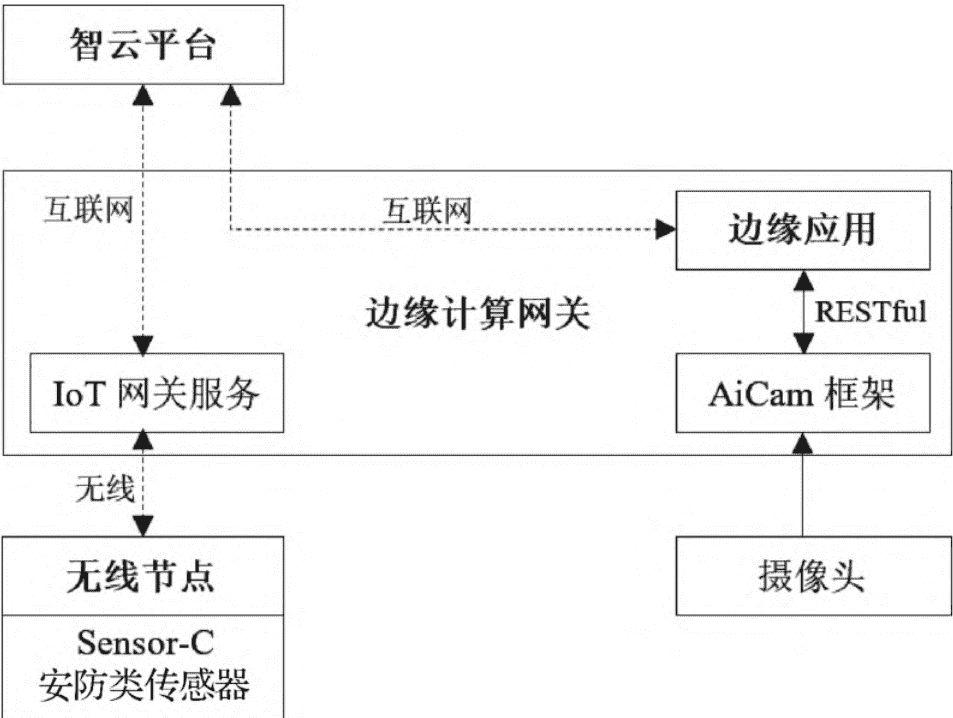 智云平台
互联网
互联网
边缘应用
边缘计算网关
RESTful
IoT 网关服务
AiCam 框架
无线
无线节点
摄像头
Sensor-C
安防类传感器